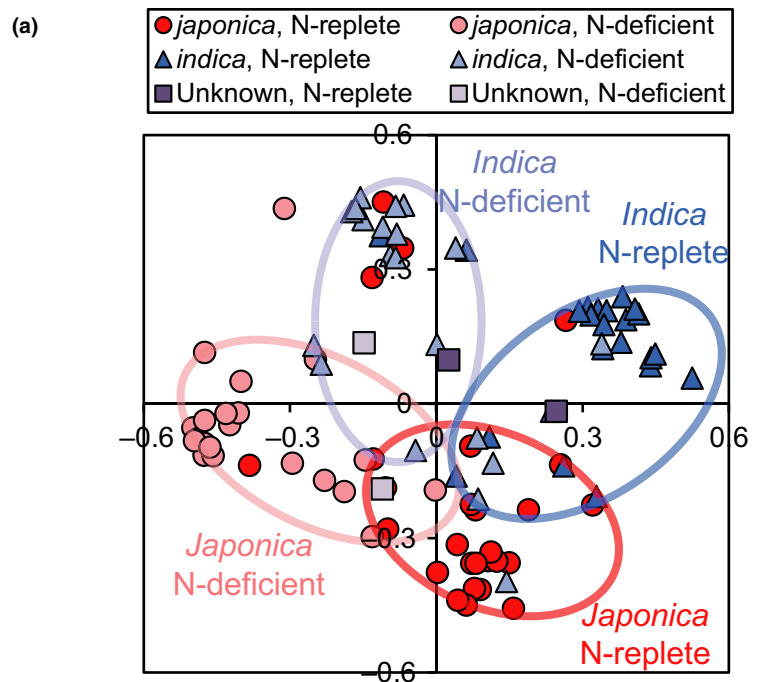 (a)
japonica, N-replete japonica, N-deficient
indica, N-replete indica, N-deficient
Unknown, N-replete Unknown, N-deficient
0.6
Indica
N-deficient
Indica
N-replete
0.3
0
−0.6 −0.3 0 0.3 0.6
−0.3
Japonica
N-deficient
Japonica
N-replete
−0.6